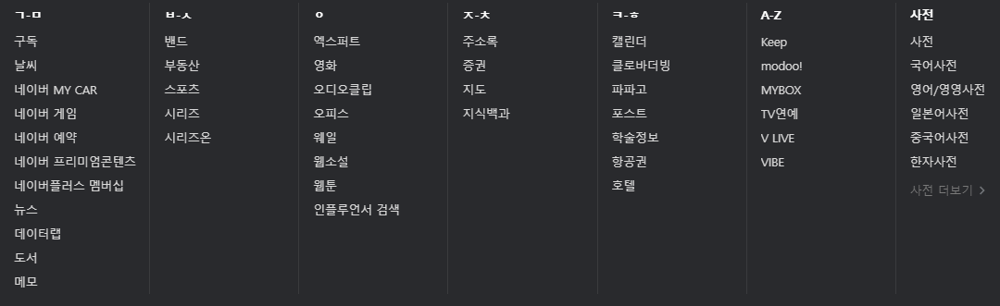 ㄱ-ㅁ
구독
날씨
네이버 MY CAR
네이버 게임
네이버 예약
네이버 프리미엄콘텐츠
네이버플러스 멤버십
뉴스
데이터랩
도서
메모
ㅂ-ㅅ
밴드
부동산
스포츠
시리즈
시리즈온
ㅇ
엑스퍼트
영화
오디오클립
오피스
웨일
웹소설
웹툰
인플루언서 검색
ㅈ-ㅊ
주소록
증권
지도
지식백과
ㅋ-ㅎ
캘린더
클로바더빙
파파고
포스트
학술정보
항공권
호텔
A-Z
Keep
modoo!
MYBOX
TV연예
V LIVE
VIBE
사전
사전
국어사전
영어/영영사전
일본어사전
중국어사전
한자사전
사전 더보기 >